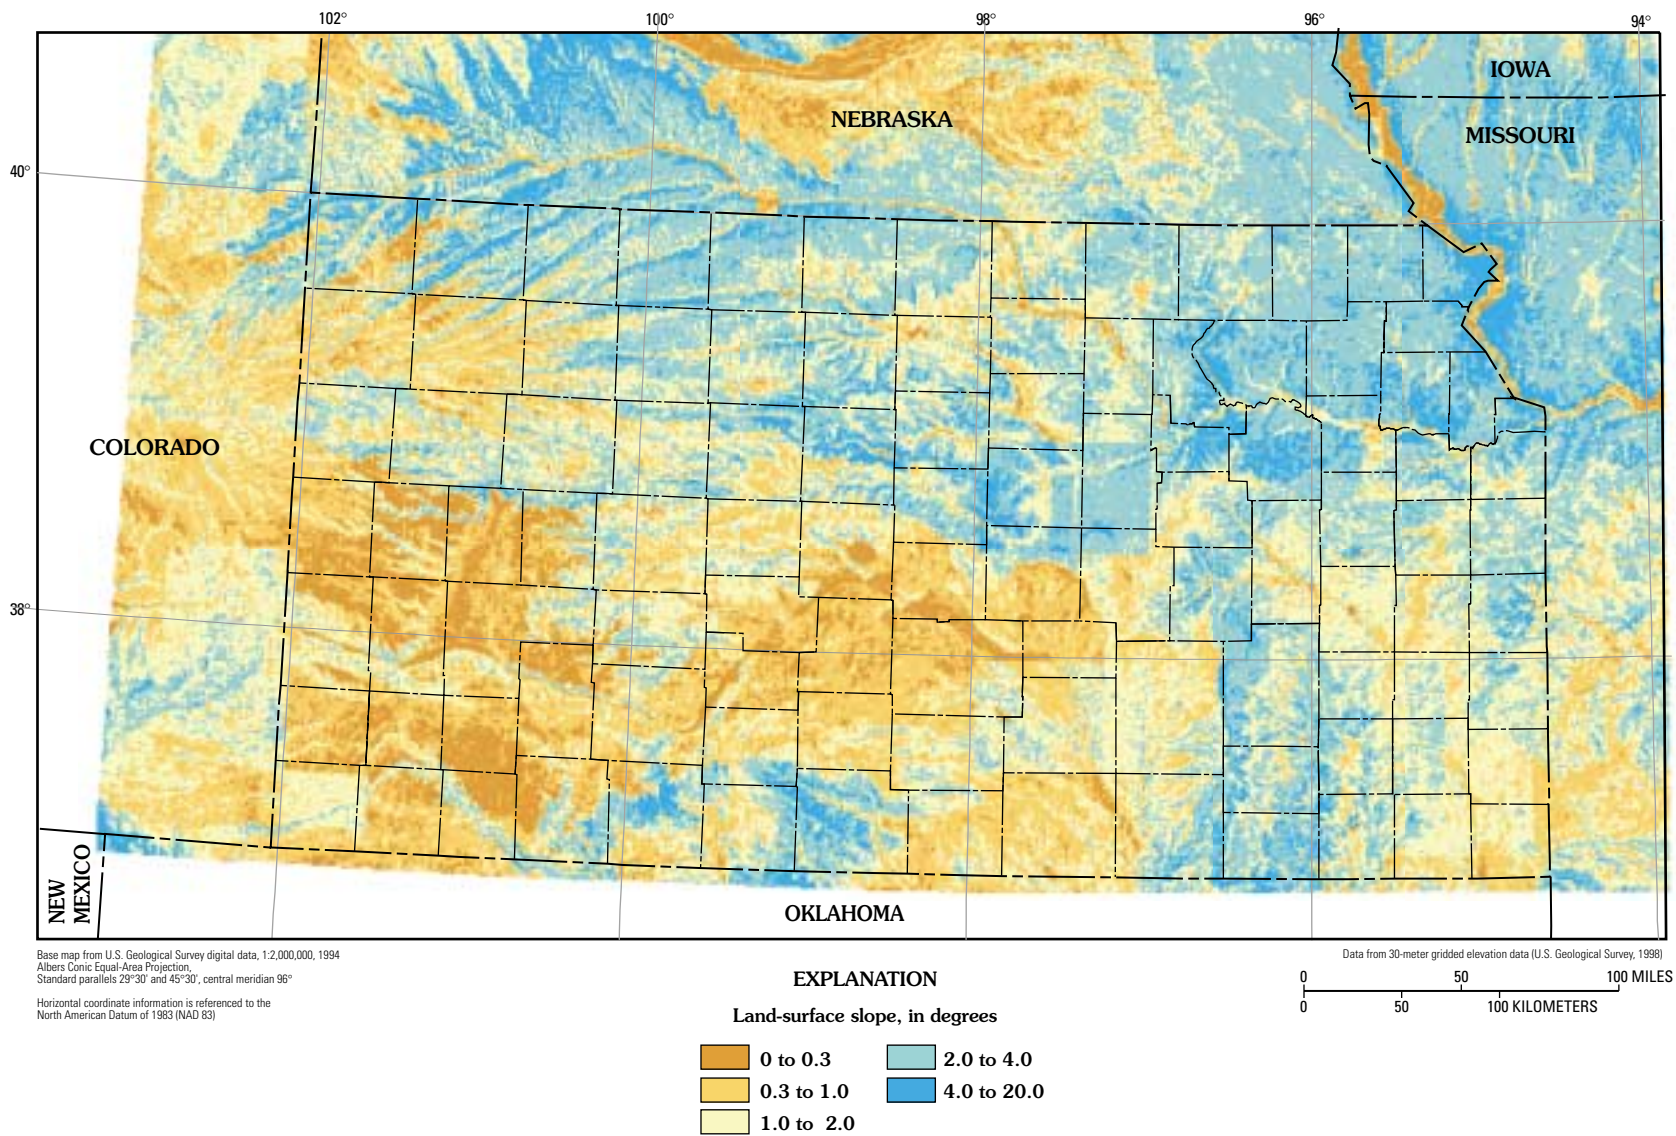 102°
100°
98°
96°
94°
IOWA
NEBRASKA
MISSOURI
40°
COLORADO
38°
NEW
MEXICO
OKLAHOMA
Base map from U.S. Geological Survey digital data, 1:2,000,000, 1994
Albers Conic Equal-Area Projection,
Standard parallels 29°30' and 45°30', central meridian 96°
Horizontal coordinate information is referenced to the
North American Datum of 1983 (NAD 83)
Data from 30-meter gridded elevation data (U.S. Geological Survey, 1998)
0 50 100 MILES
0 50 100 KILOMETERS
EXPLANATION
Land-surface slope, in degrees
0 to 0.3
0.3 to 1.0
1.0 to 2.0
2.0 to 4.0
4.0 to 20.0